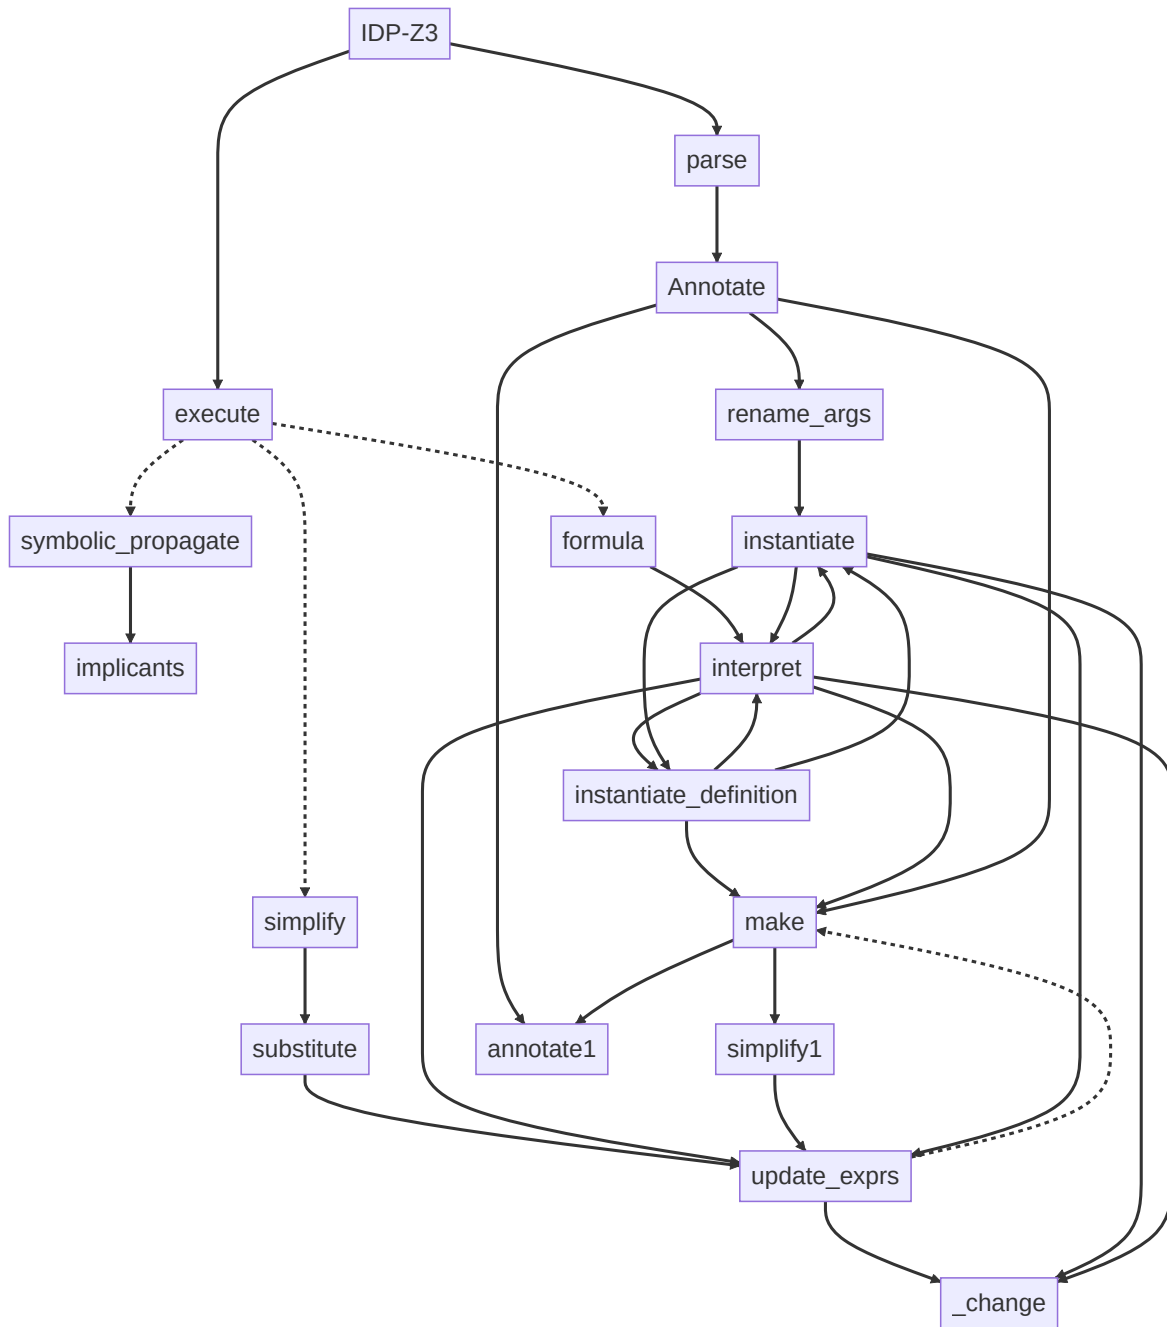 IDP-Z3
parse
Annotate
execute
rename_args
symbolic_propagate
formula
instantiate
implicants
interpret
instantiate_definition
simplify
make
substitute
annotate1
simplify1
update_exprs
_change